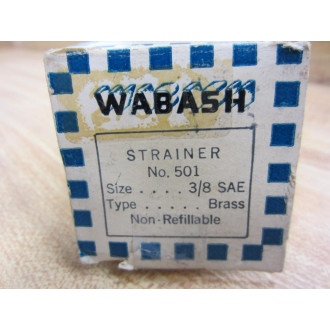 WABASH
STRAINER
No. 501
Size . . . . 3/8 SAE
Type . . . . . Brass
Non-Refillable